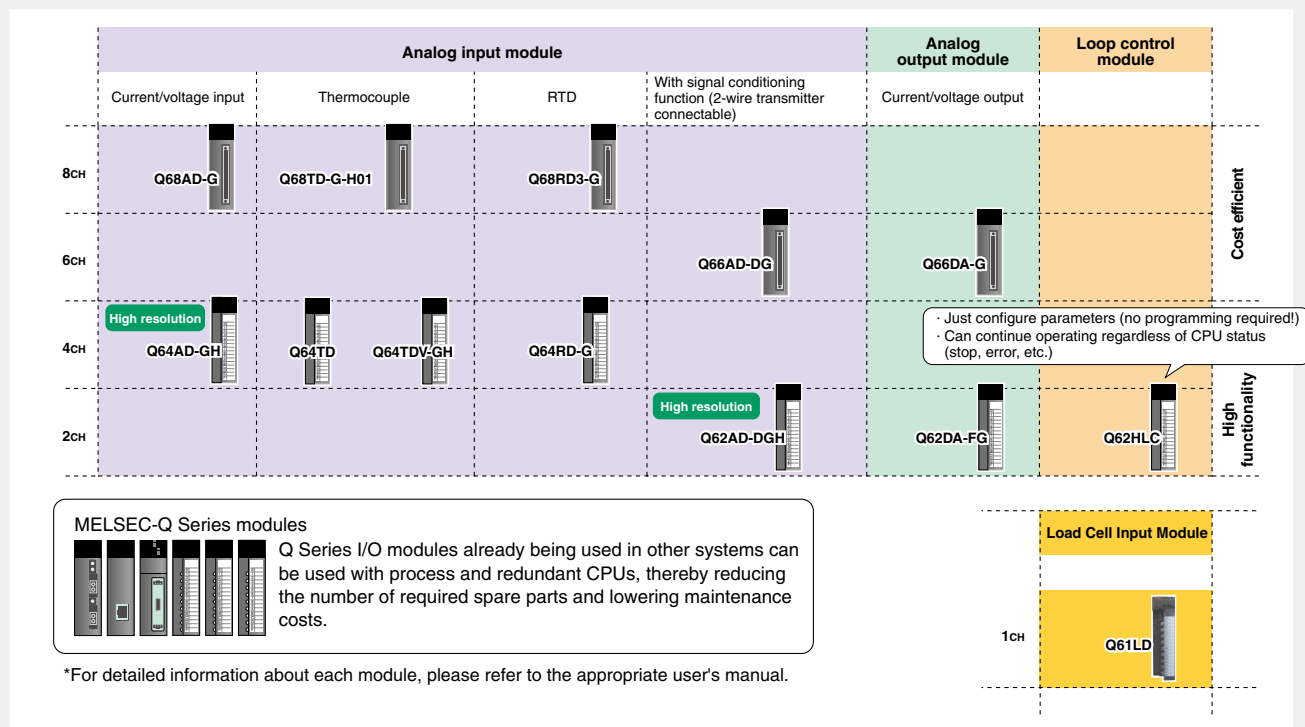 Analog input module
Analog
output module
Loop control
module
Current/voltage input
Thermocouple
RTD
With signal conditioning
function (2-wire transmitter
connectable)
Current/voltage output
8CH
Q68AD-G
Q68TD-G-H01
Q68RD3-G
Cost efficient
6CH
Q66AD-DG
Q66DA-G
High resolution
4CH
Q64AD-GH
Q64TD
Q64TDV-GH
Q64RD-G
· Just configure parameters (no programming required!)
· Can continue operating regardless of CPU status
(stop, error, etc.)
High resolution
2CH
Q62AD-DGH
Q62DA-FG
Q62HLC
High
functionality
MELSEC-Q Series modules
Q Series I/O modules already being used in other systems can
be used with process and redundant CPUs, thereby reducing
the number of required spare parts and lowering maintenance
costs.
Load Cell Input Module
1CH
Q61LD
*For detailed information about each module, please refer to the appropriate user's manual.